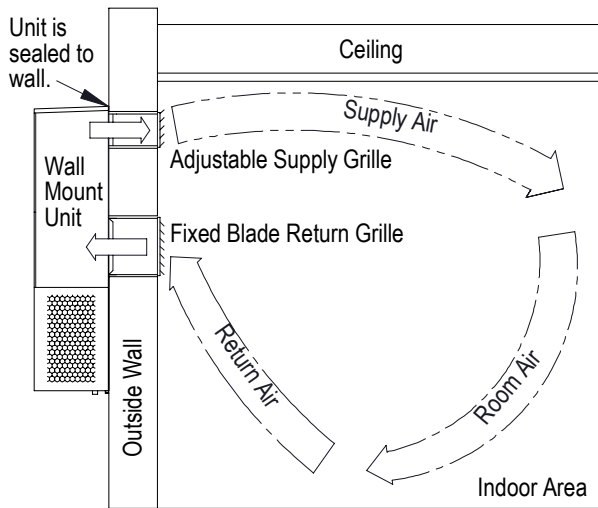 Unit is
sealed to
wall.
Ceiling
Supply Air
Adjustable Supply Grille
Wall
Mount
Unit
Fixed Blade Return Grille
Return Air
Room Air
Outside Wall
Indoor Area